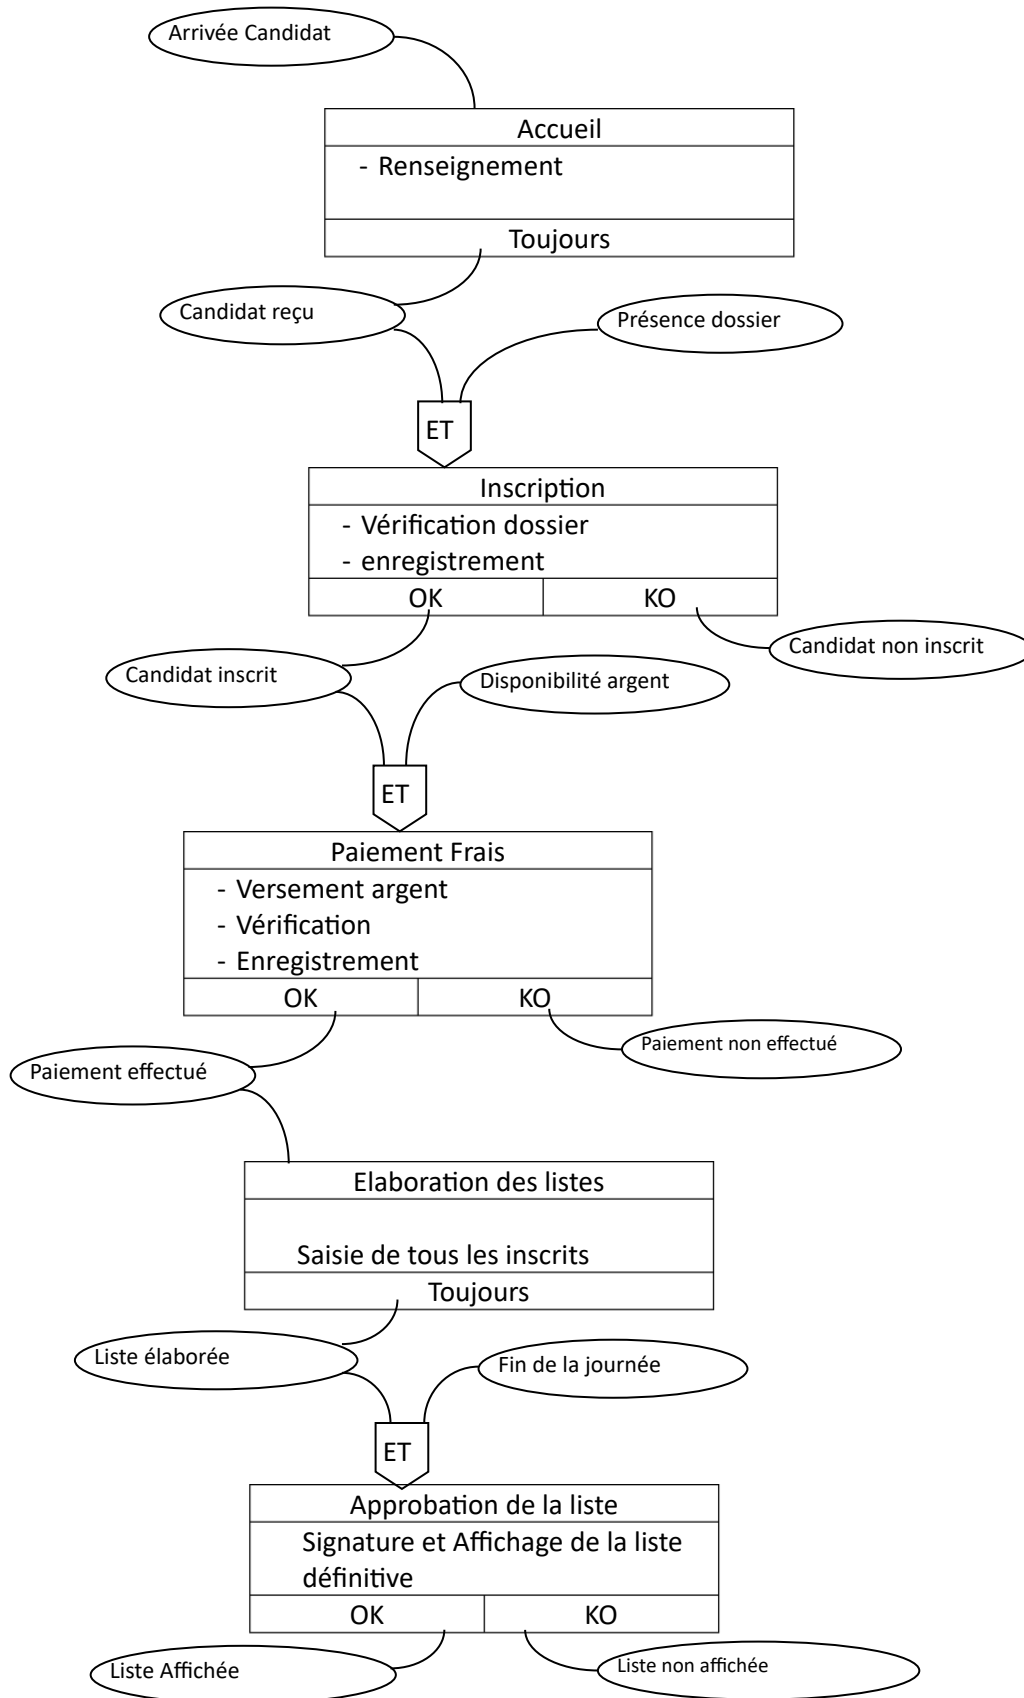 Arrivée Candidat
Accueil
- Renseignement
Toujours
Candidat reçu
Présence dossier
ET
Inscription
- Vérification dossier
- enregistrement
OK
KO
Candidat non inscrit
Candidat inscrit
Disponibilité argent
ET
Paiement Frais
- Versement argent
- Vérification
- Enregistrement
OK
KO
Paiement non effectué
Paiement effectué
Elaboration des listes
Saisie de tous les inscrits
Toujours
Liste élaborée
Fin de la journée
ET
Approbation de la liste
Signature et Affichage de la liste
définitive
OK
KO
Liste Affichée
Liste non affichée